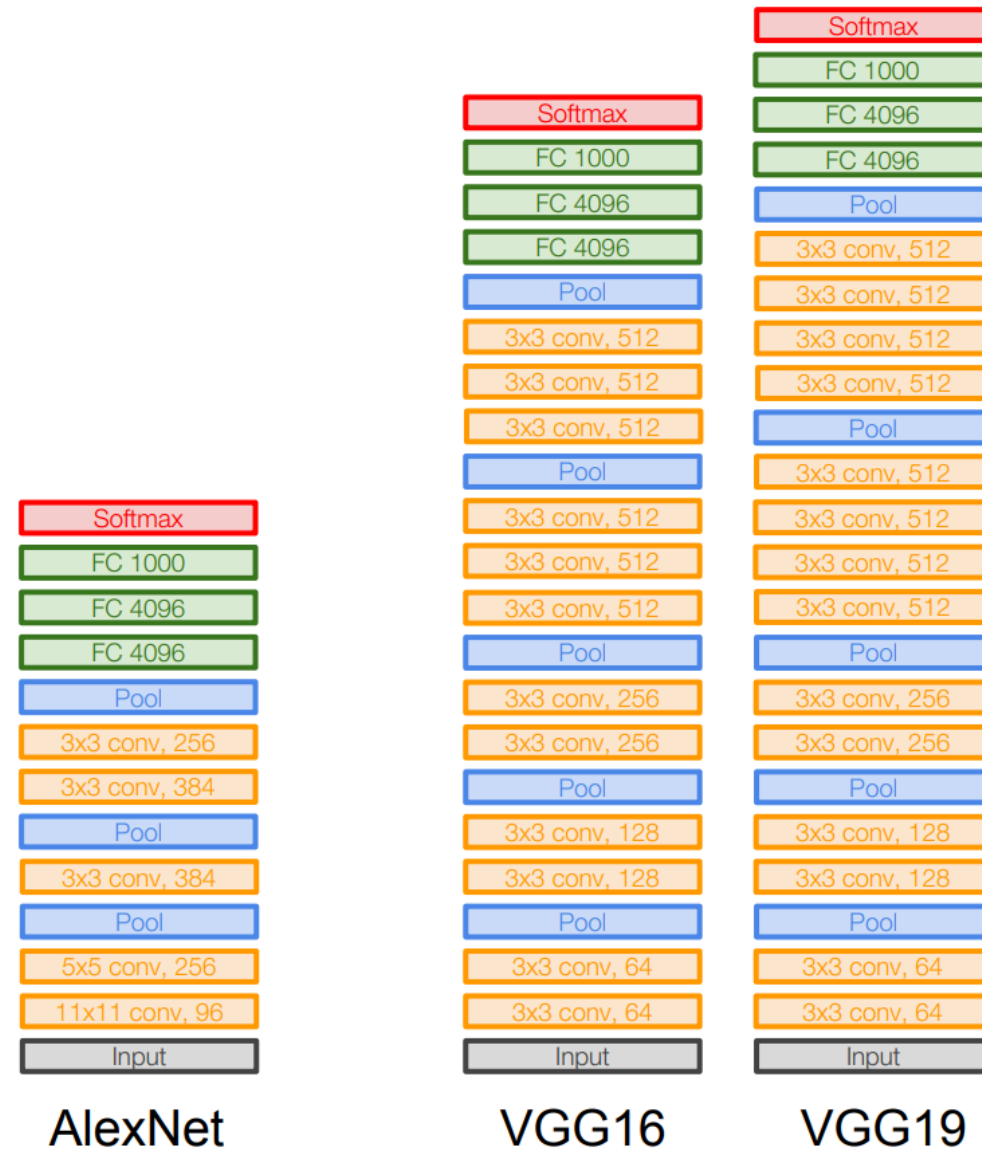 Softmax
FC 1000
FC 4096
FC 4096
Pool
3x3 conv, 256
3x3 conv, 384
Pool
3x3 conv, 384
Pool
5x5 conv, 256
11x11 conv, 96
Input
AlexNet
Softmax
FC 1000
FC 4096
FC 4096
Pool
3x3 conv, 512
3x3 conv, 512
3x3 conv, 512
Pool
3x3 conv, 512
3x3 conv, 512
3x3 conv, 512
Pool
3x3 conv, 256
3x3 conv, 256
Pool
3x3 conv, 128
3x3 conv, 128
Pool
3x3 conv, 64
3x3 conv, 64
Input
VGG16
Softmax
FC 1000
FC 4096
FC 4096
Pool
3x3 conv, 512
3x3 conv, 512
3x3 conv, 512
3x3 conv, 512
Pool
3x3 conv, 512
3x3 conv, 512
3x3 conv, 512
3x3 conv, 512
Pool
3x3 conv, 256
3x3 conv, 256
Pool
3x3 conv, 128
3x3 conv, 128
Pool
3x3 conv, 64
3x3 conv, 64
Input
VGG19